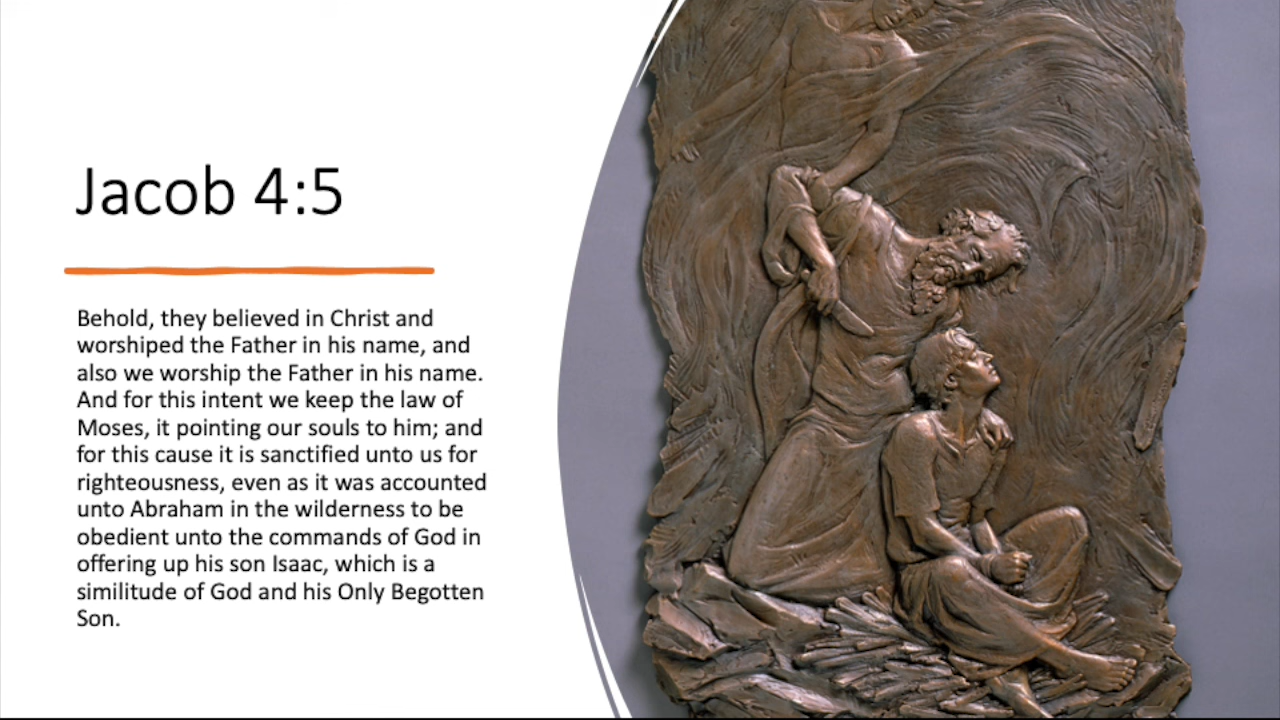 Jacob 4:5
Behold, they believed in Christ and
worshiped the Father in his name, and
also we worship the Father in his name.
And for this intent we keep the law of
Moses, it pointing our souls to him; and
for this cause it is sanctified unto us for
righteousness, even as it was accounted
unto Abraham in the wilderness to be
obedient unto the commands of God in
offering up his son Isaac, which is a
similitude of God and his Only Begotten
Son.